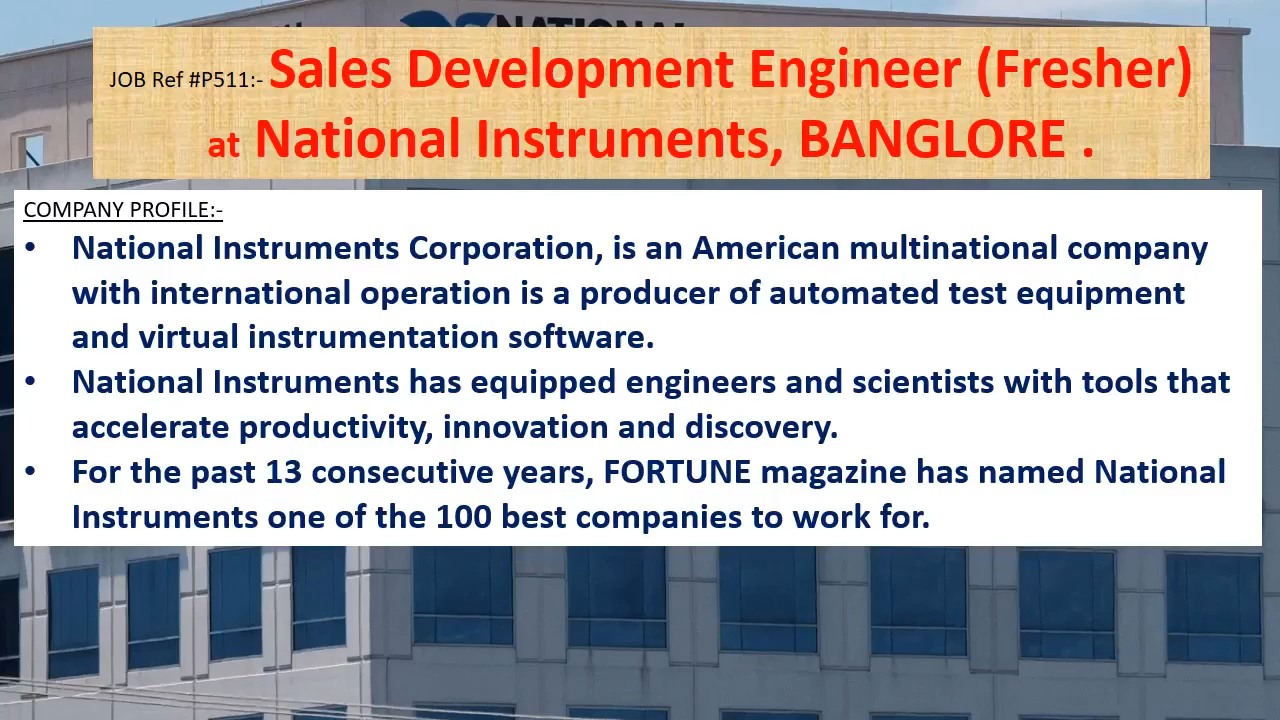 NATIONAL
JOB Ref #P511:- Sales Development Engineer (Fresher)
at National Instruments, BANGLORE .
COMPANY PROFILE:-
• National Instruments Corporation, is an American multinational company
with international operation is a producer of automated test equipment
and virtual instrumentation software.
• National Instruments has equipped engineers and scientists with tools that
accelerate productivity, innovation and discovery.
• For the past 13 consecutive years, FORTUNE magazine has named National
Instruments one of the 100 best companies to work for.